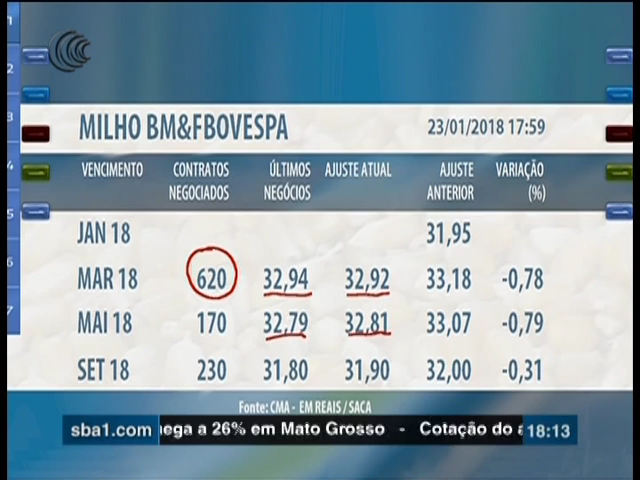 MILHO BM&FBOVESPA 23/01/2018 17:59
VENCIMENTO CONTRATOS NEGOCIADOS ÚLTIMOS NEGÓCIOS AJUSTE ATUAL AJUSTE ANTERIOR VARIAÇÃO (%)
JAN 18 31,95
MAR 18 620 32,94 32,92 33,18 -0,78
MAI 18 170 32,79 32,81 33,07 -0,79
SET 18 230 31,80 31,90 32,00 -0,31
Fonte: CMA - EM REAIS / SACA
sba1.com a 26% em Mato Grosso - Cotação do 18:13